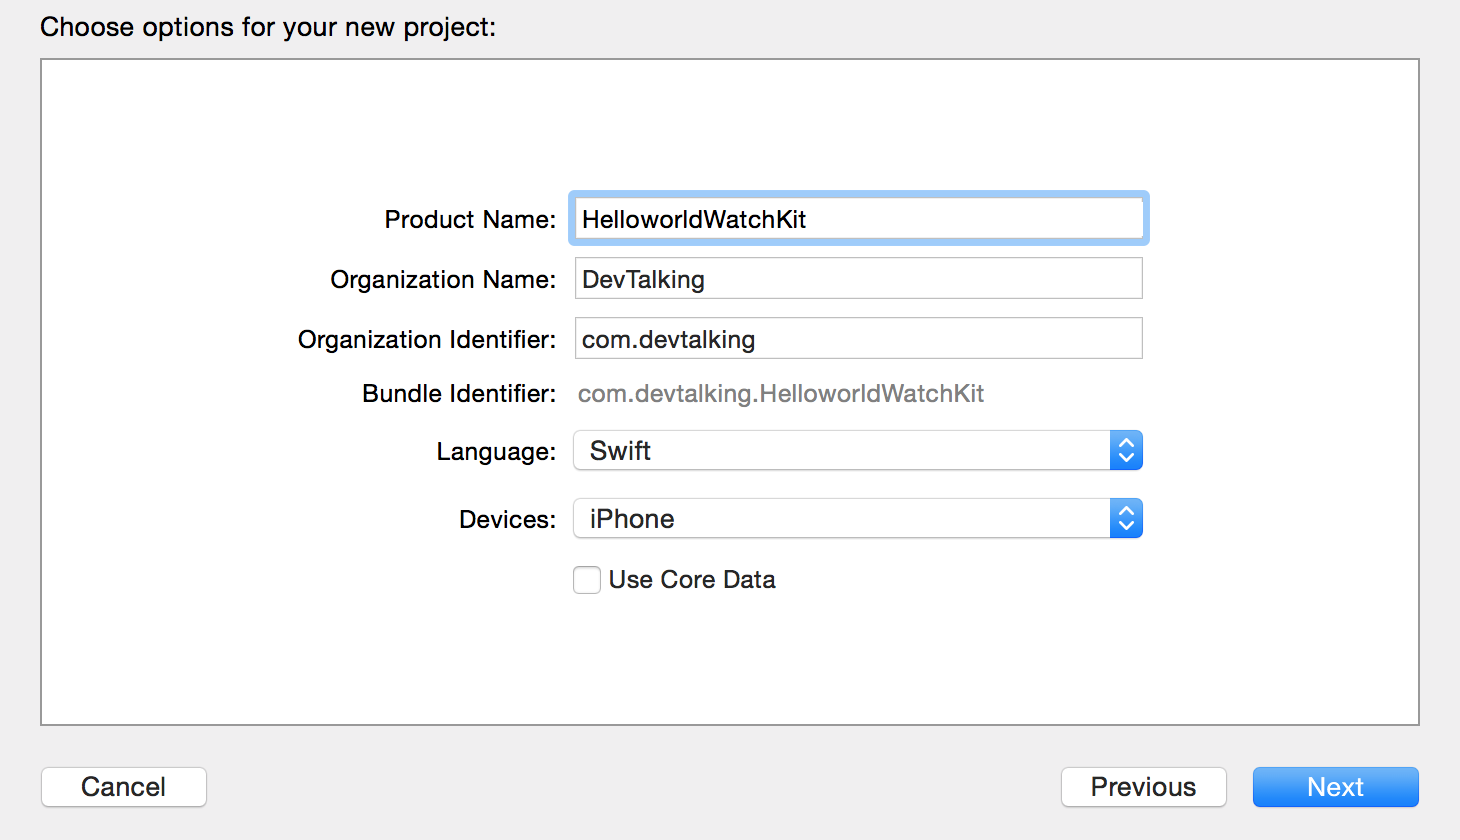 Choose options for your new project:
Product Name: HelloworldWatchKit
Organization Name: DevTalking
Organization Identifier: com.devtalking
Bundle Identifier: com.devtalking.HelloworldWatchKit
Language: Swift
Devices: iPhone
Use Core Data
Cancel Previous Next